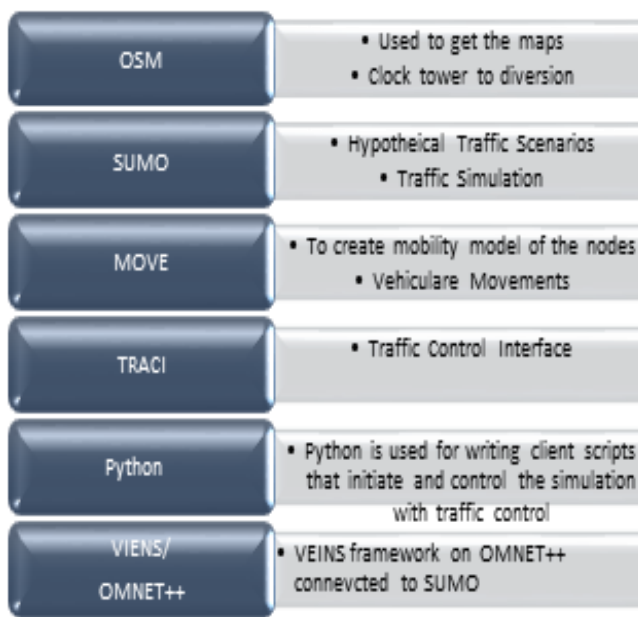 OSM
• Used to get the maps
• Clock tower to diversion
SUMO
• Hypotheical Traffic Scenarios
• Traffic Simulation
MOVE
• To create mobility model of the nodes
• Vehiculare Movements
TRACI
• Traffic Control Interface
Python
• Python is used for writing client scripts
that initiate and control the simulation
with traffic control
VIENS/
OMNET++
• VEINS framework on OMNET++
connevcted to SUMO